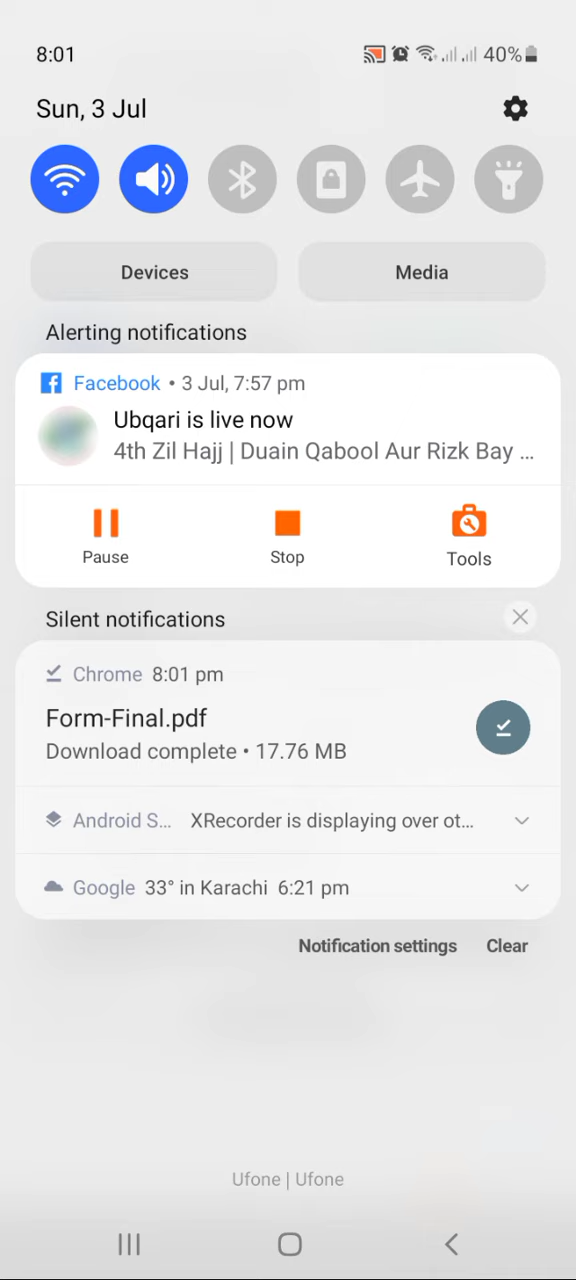 8:01
40%
Sun, 3 Jul
Devices
Media
Alerting notifications
Facebook • 3 Jul, 7:57 pm
Ubqari is live now
4th Zil Hajj | Duain Qabool Aur Rizk Bay ...
Pause
Stop
Tools
Silent notifications
Chrome 8:01 pm
Form-Final.pdf
Download complete • 17.76 MB
Android S... XRecorder is displaying over ot...
Google 33° in Karachi 6:21 pm
Notification settings
Clear
Ufone | Ufone